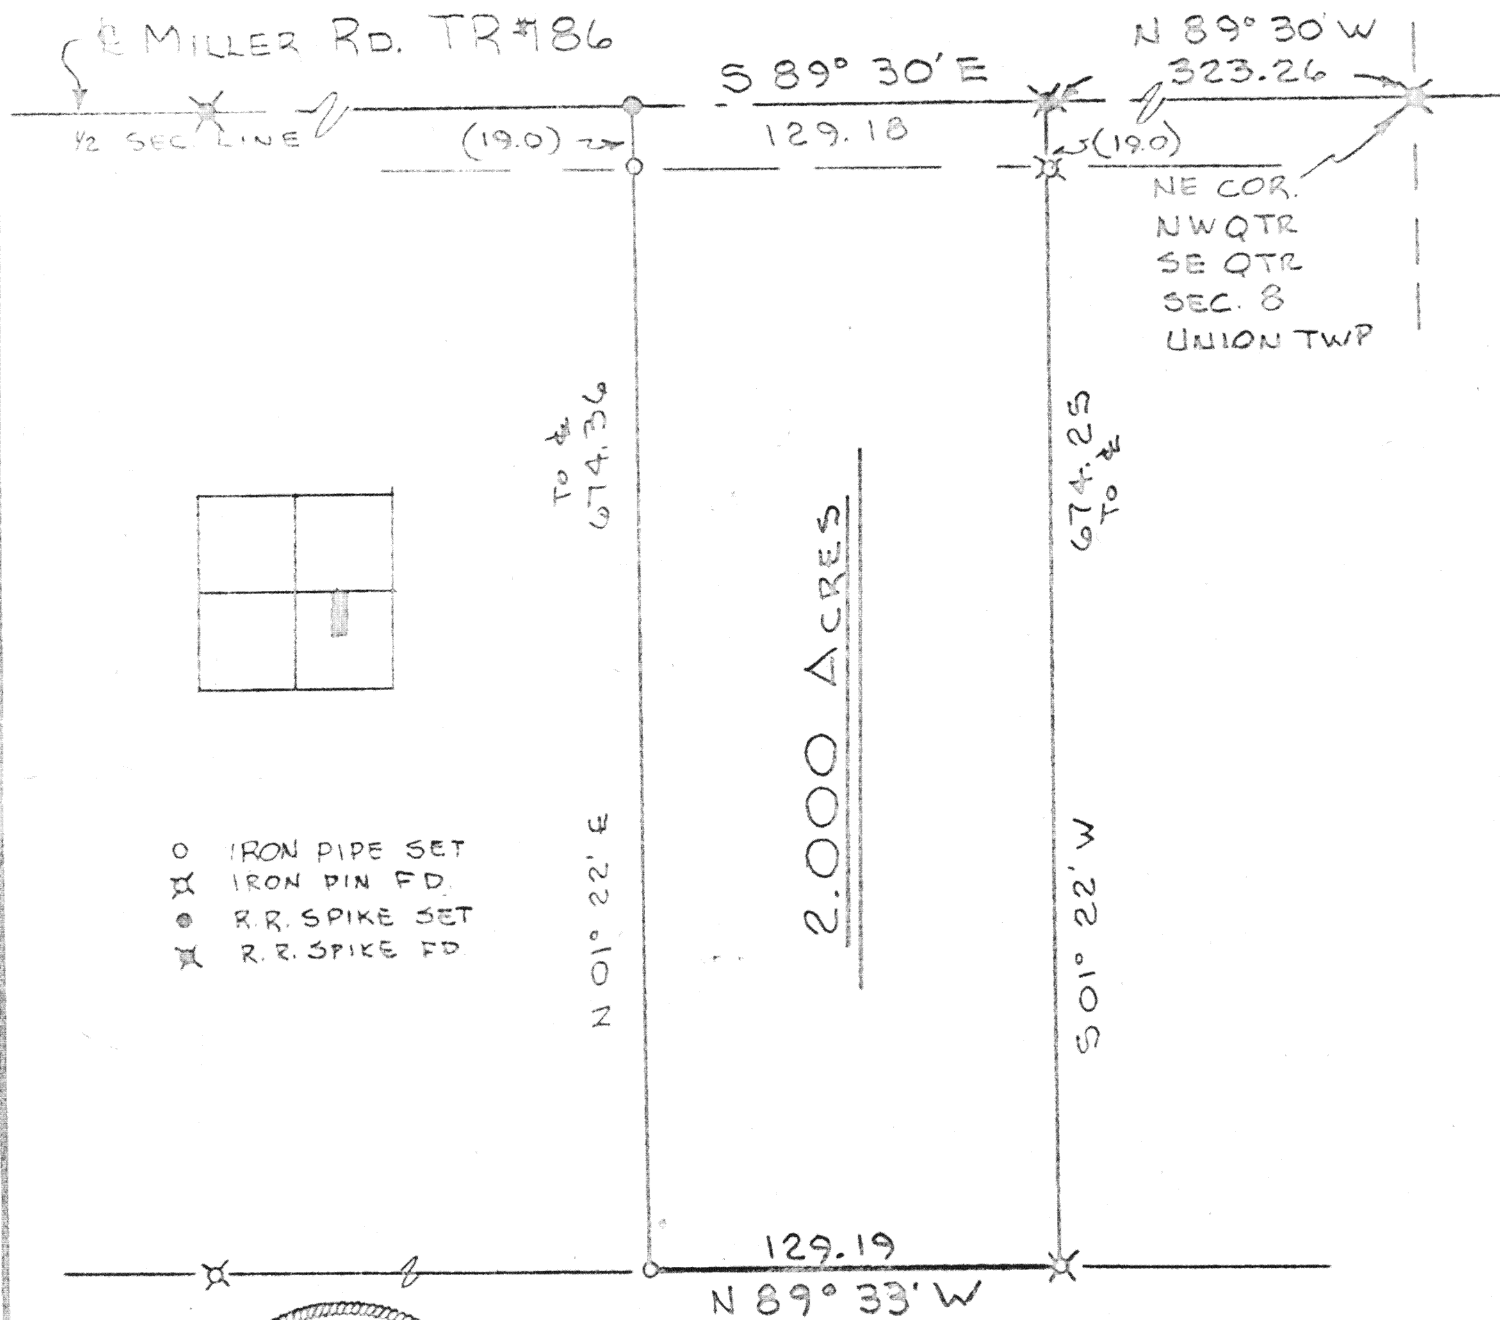 ℄ MILLER RD. TR#186
N 89° 30' W
323.26
S 89° 30' E
129.18
½ SEC. LINE
(19.0)
(19.0)
NE COR.
NW QTR
SE QTR
SEC. 8
UNION TWP
TO ℄
674.36
674.25
TO ℄
2.000 ACRES
IRON PIPE SET
IRON PIN FD.
R.R. SPIKE SET
R.R. SPIKE FD.
N 01° 22' E
S 01° 22' W
129.19
N 89° 33' W